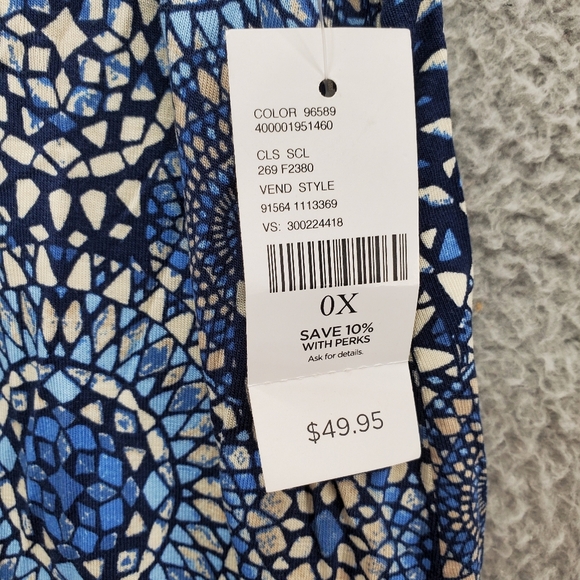 COLOR 96589
400001951460
CLS SCL
269 F2380
VEND STYLE
91564 1113369
VS: 300224418
0X
SAVE 10%
WITH PERKS
Ask for details.
$49.95